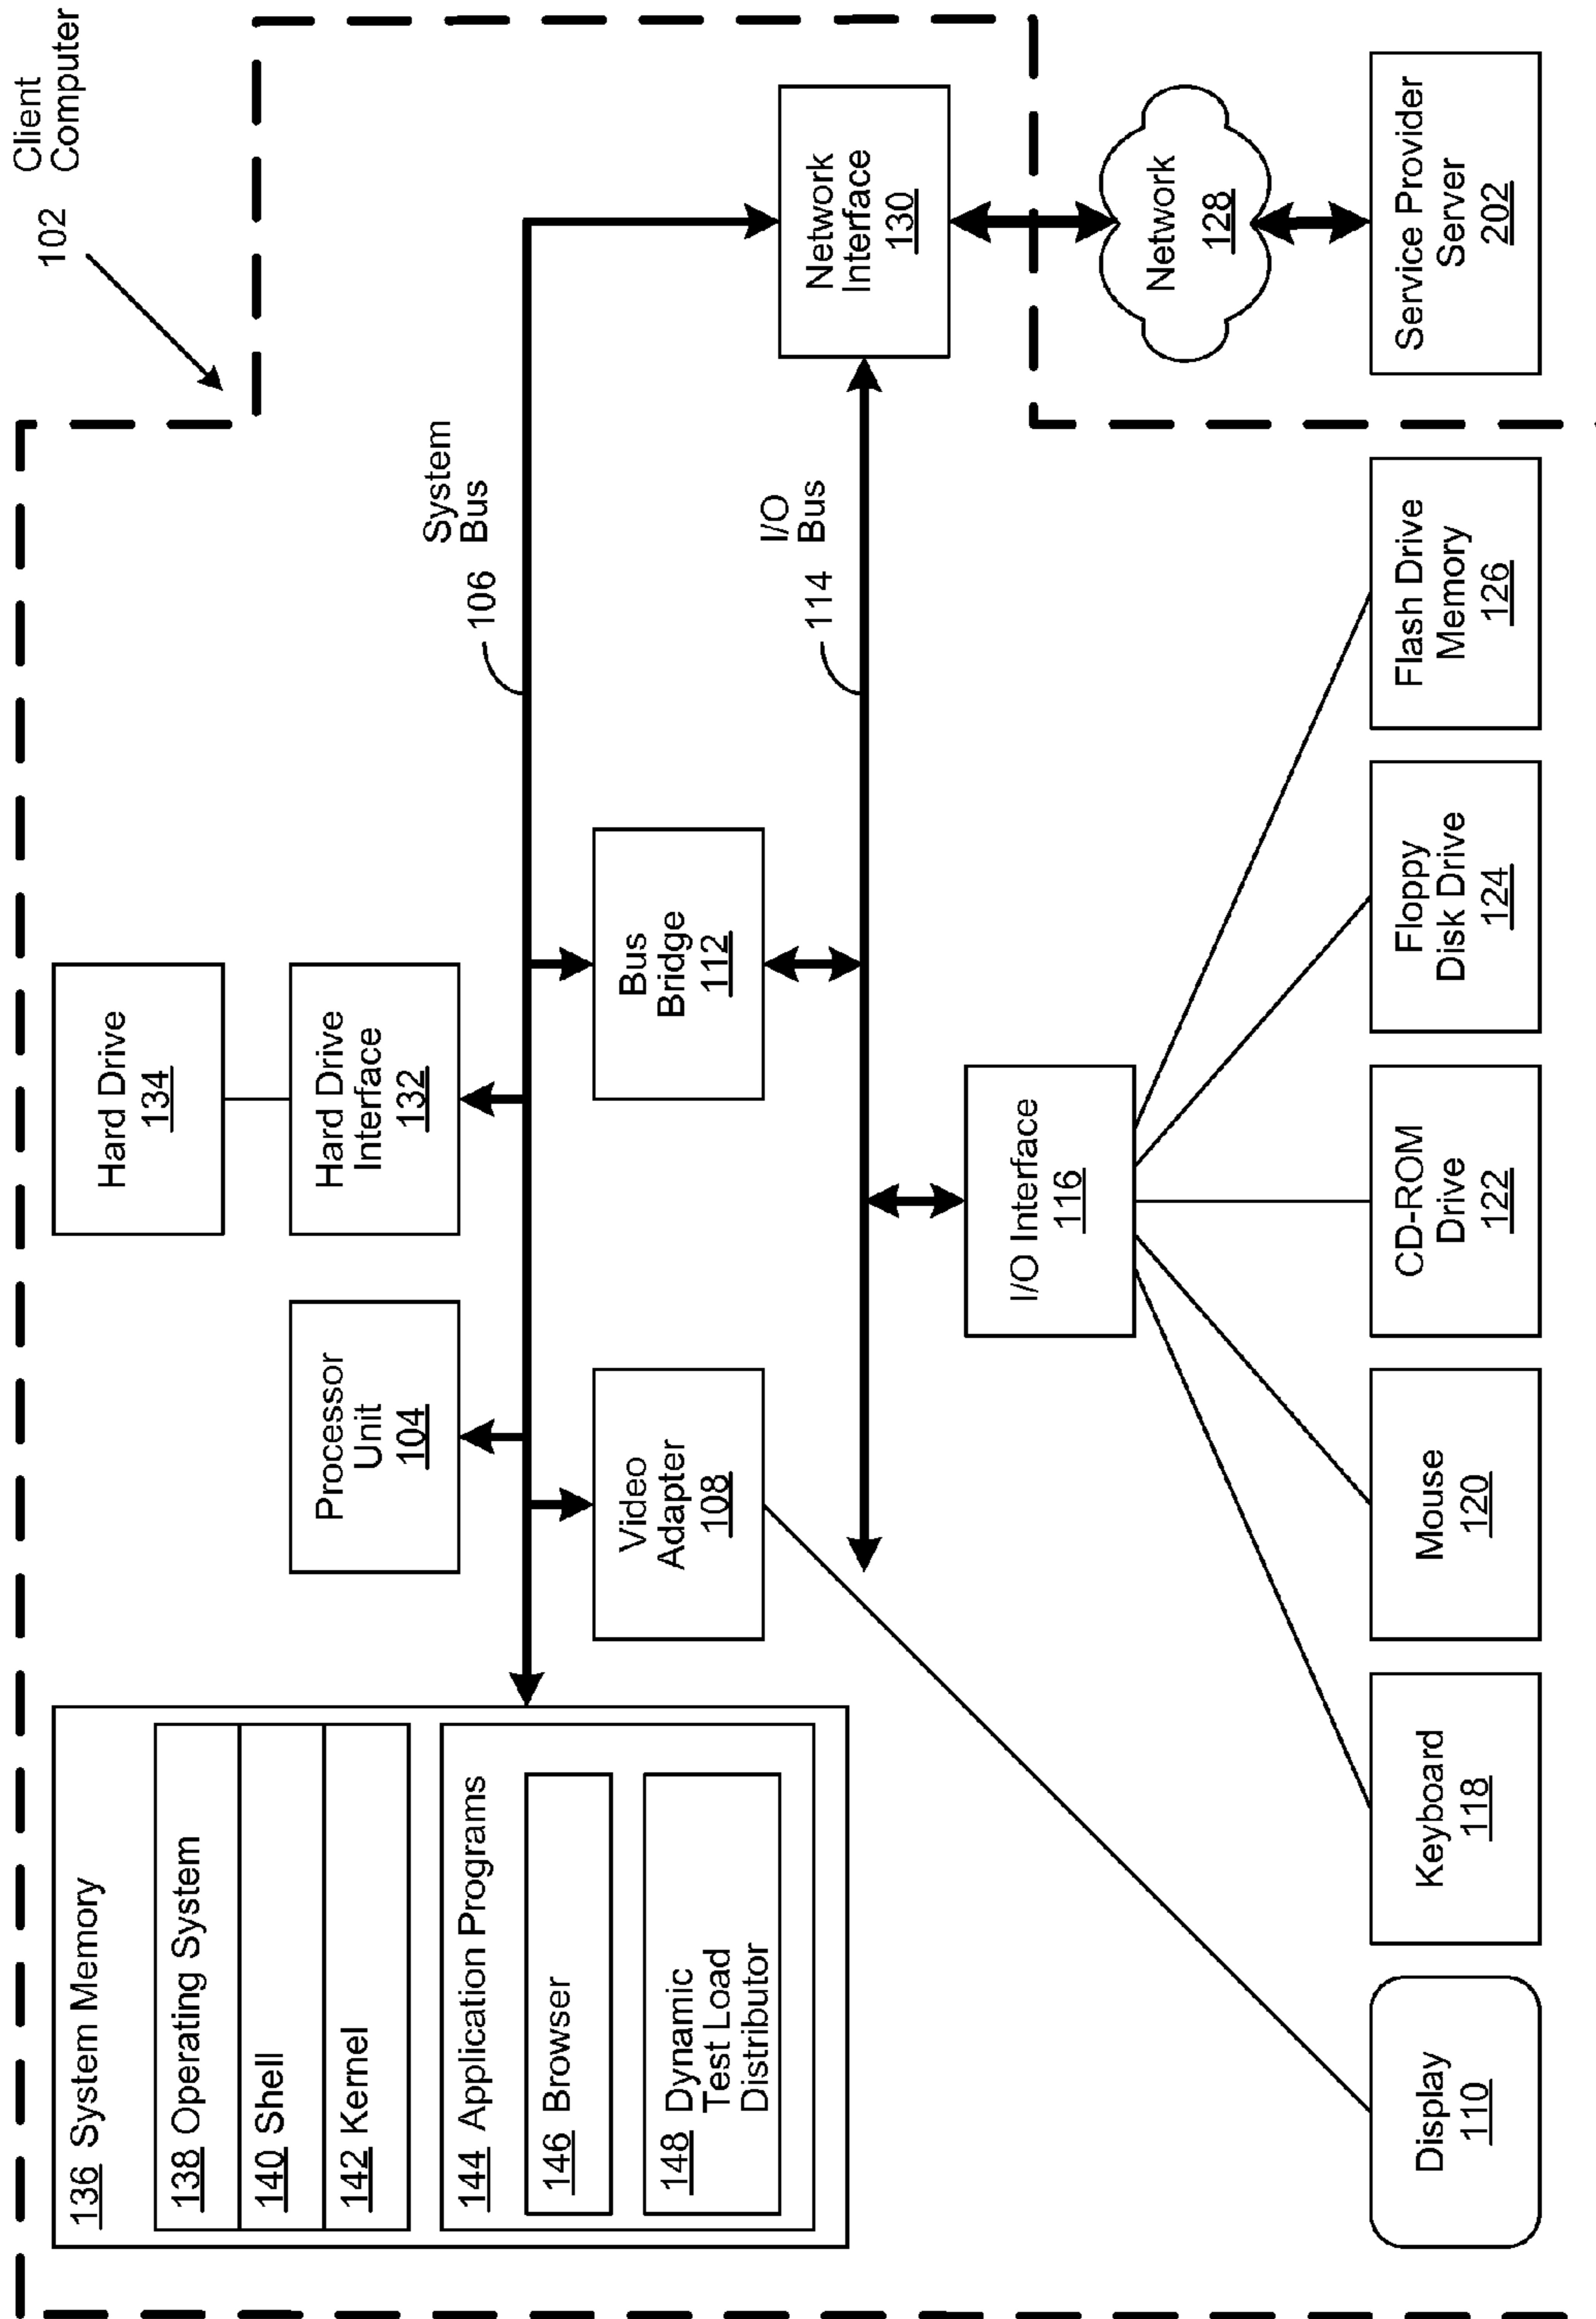 102
Client
Computer
136 System Memory
138 Operating System
140 Shell
142 Kernel
144 Application Programs
146 Browser
148 Dynamic
Test Load
Distributor
Hard Drive
134
Processor
Unit
104
Hard Drive
Interface
132
106
System
Bus
Video
Adapter
108
Bus
Bridge
112
114
I/O
Bus
Network
Interface
130
I/O Interface
116
Network
128
Display
110
Keyboard
118
Mouse
120
CD-ROM
Drive
122
Floppy
Disk Drive
124
Flash Drive
Memory
126
Service Provider
Server
202